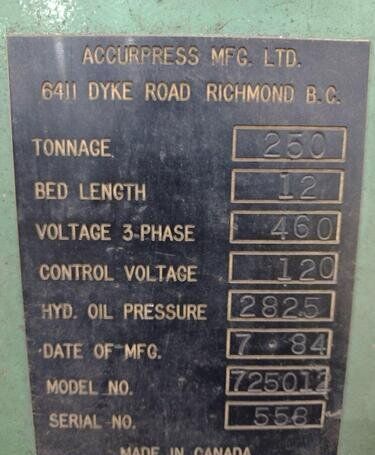 ACCURPRESS MFG. LTD.
6411 DYKE ROAD RICHMOND B.C.
TONNAGE 250
BED LENGTH 12
VOLTAGE 3-PHASE 460
CONTROL VOLTAGE 120
HYD. OIL PRESSURE 2825
DATE OF MFG. 7·84
MODEL NO. 725012
SERIAL NO. 558
MADE IN CANADA